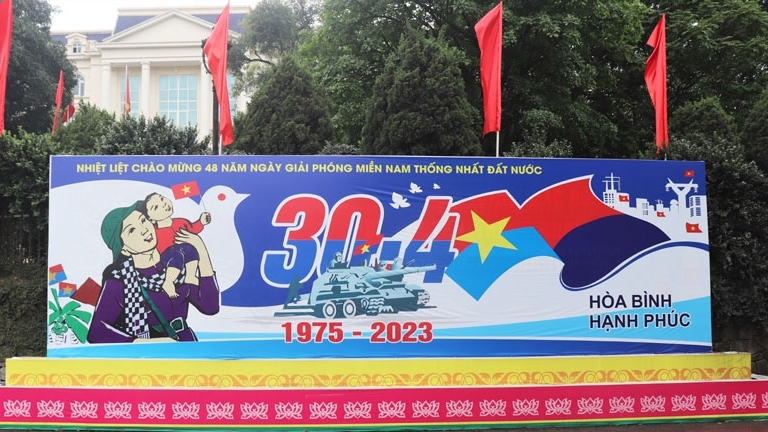 NHIỆT LIỆT CHÀO MỪNG 48 NĂM NGÀY GIẢI PHÓNG MIỀN NAM THỐNG NHẤT ĐẤT NƯỚC
30-4
1975 - 2023
HÒA BÌNH
HẠNH PHÚC